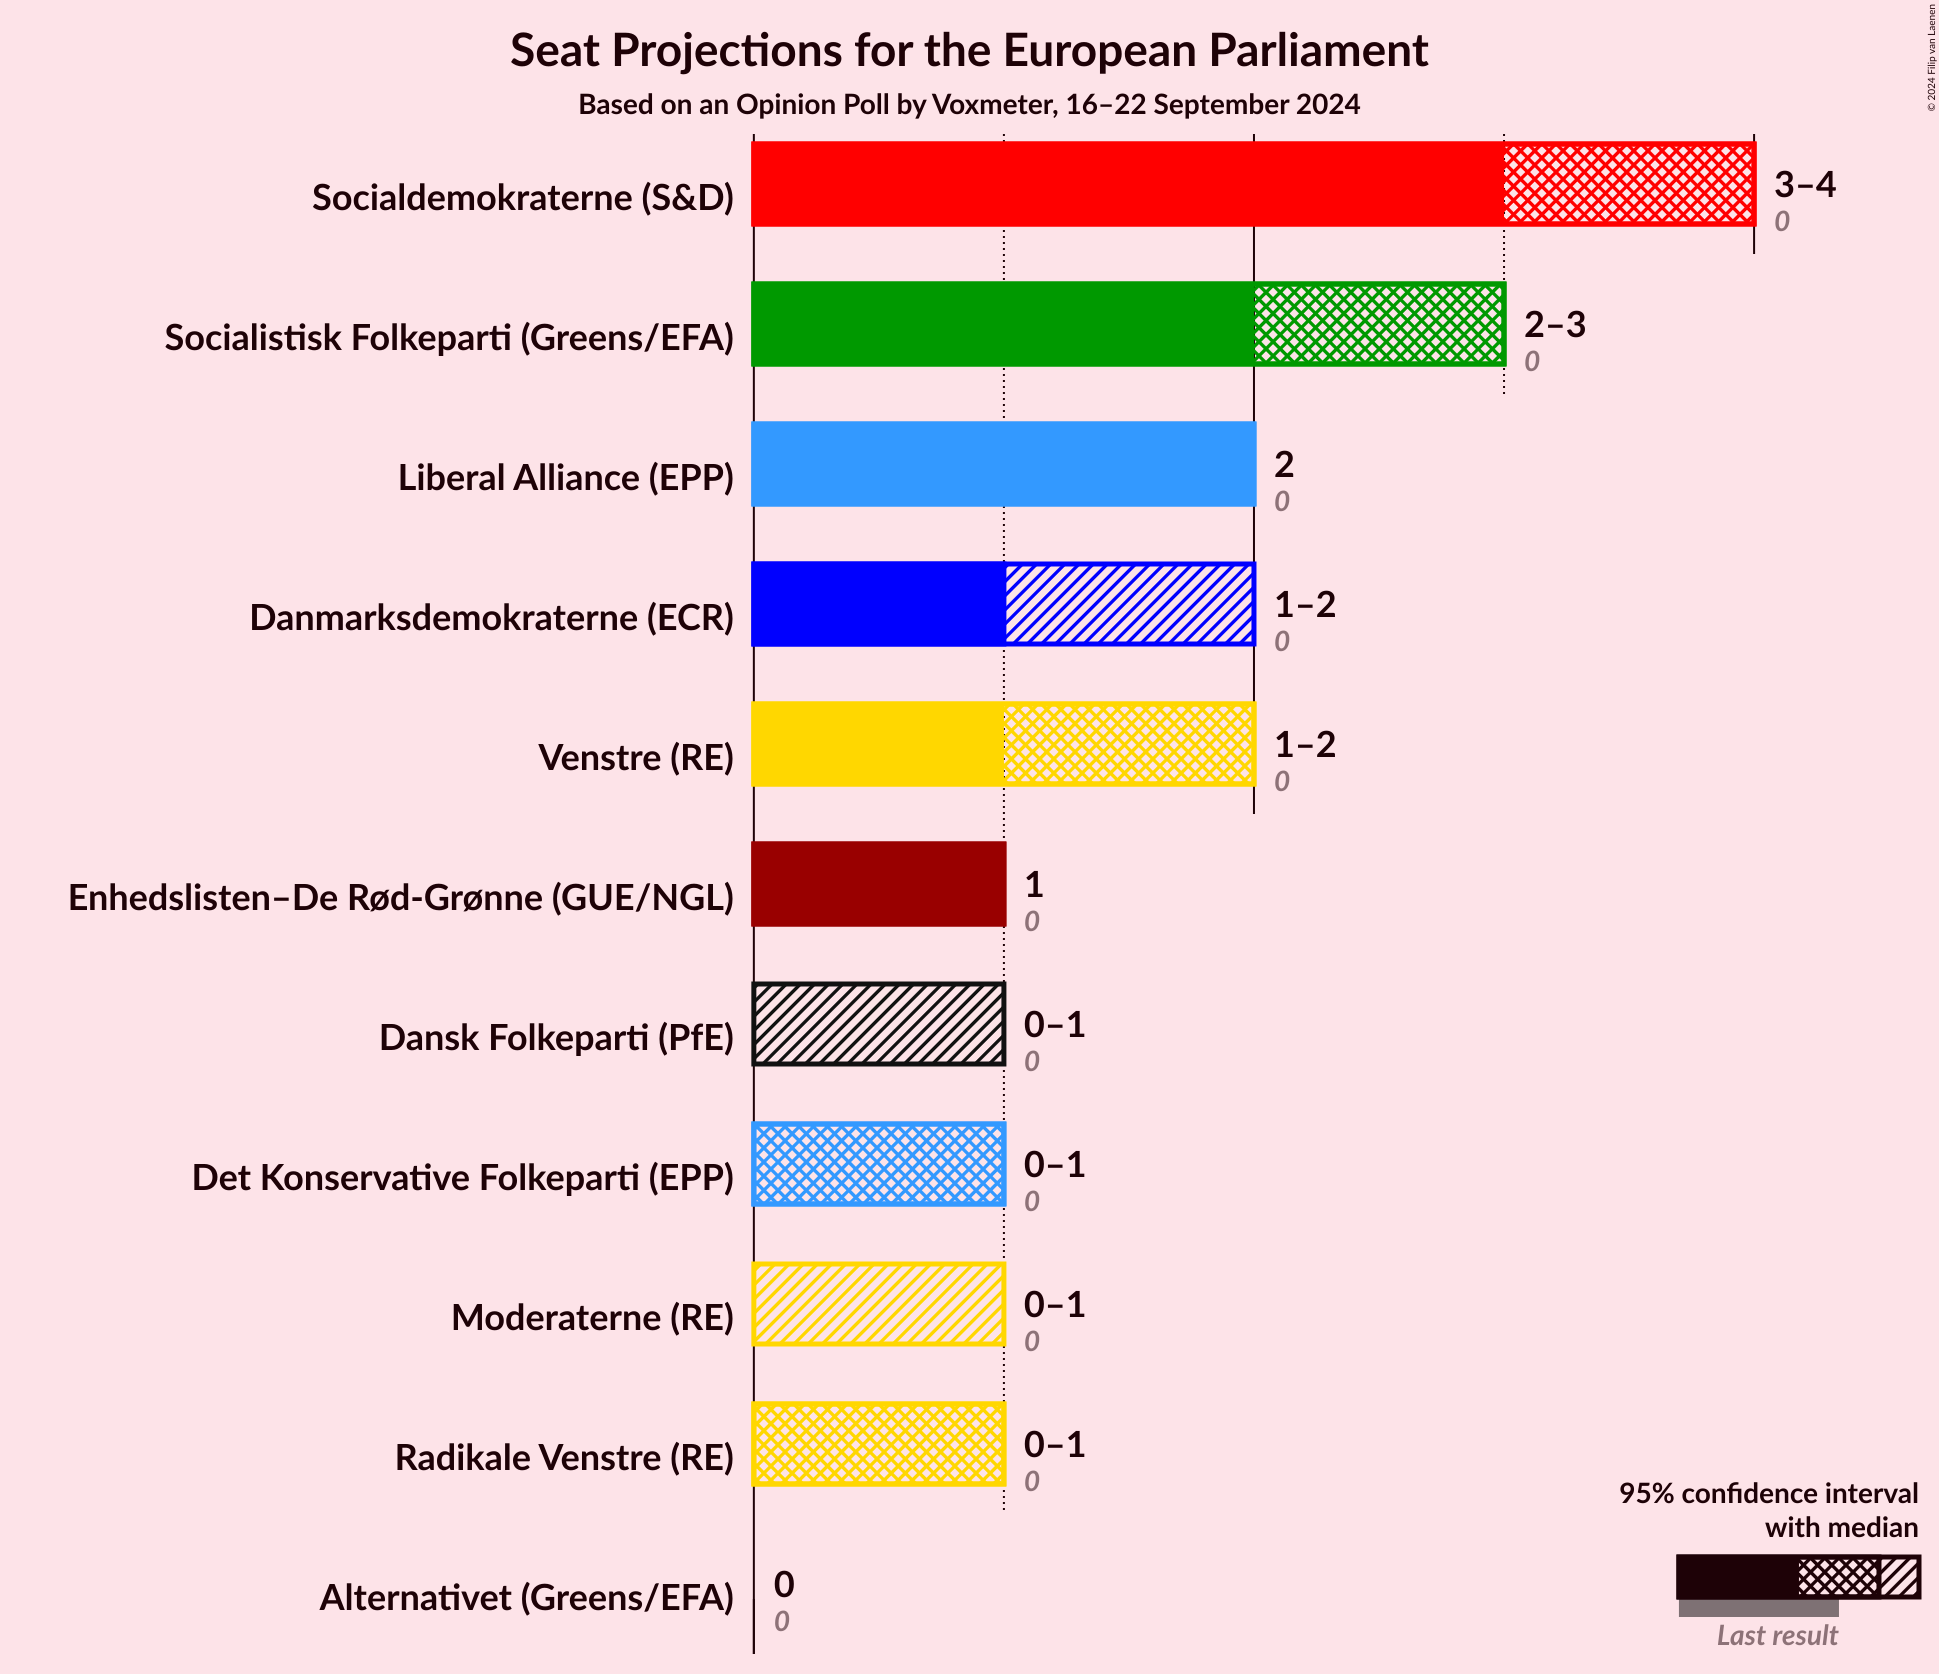 Seat Projections for the European Parliament
Based on an Opinion Poll by Voxmeter, 16–22 September 2024
© 2024 Filip van Laenen
Socialdemokraterne (S&D)
3–4
0
Socialistisk Folkeparti (Greens/EFA)
2–3
0
Liberal Alliance (EPP)
2
0
Danmarksdemokraterne (ECR)
1–2
0
Venstre (RE)
1–2
0
Enhedslisten–De Rød-Grønne (GUE/NGL)
1
0
Dansk Folkeparti (PfE)
0–1
0
Det Konservative Folkeparti (EPP)
0–1
0
Moderaterne (RE)
0–1
0
Radikale Venstre (RE)
0–1
0
Alternativet (Greens/EFA)
0
0
95% confidence interval
with median
Last result